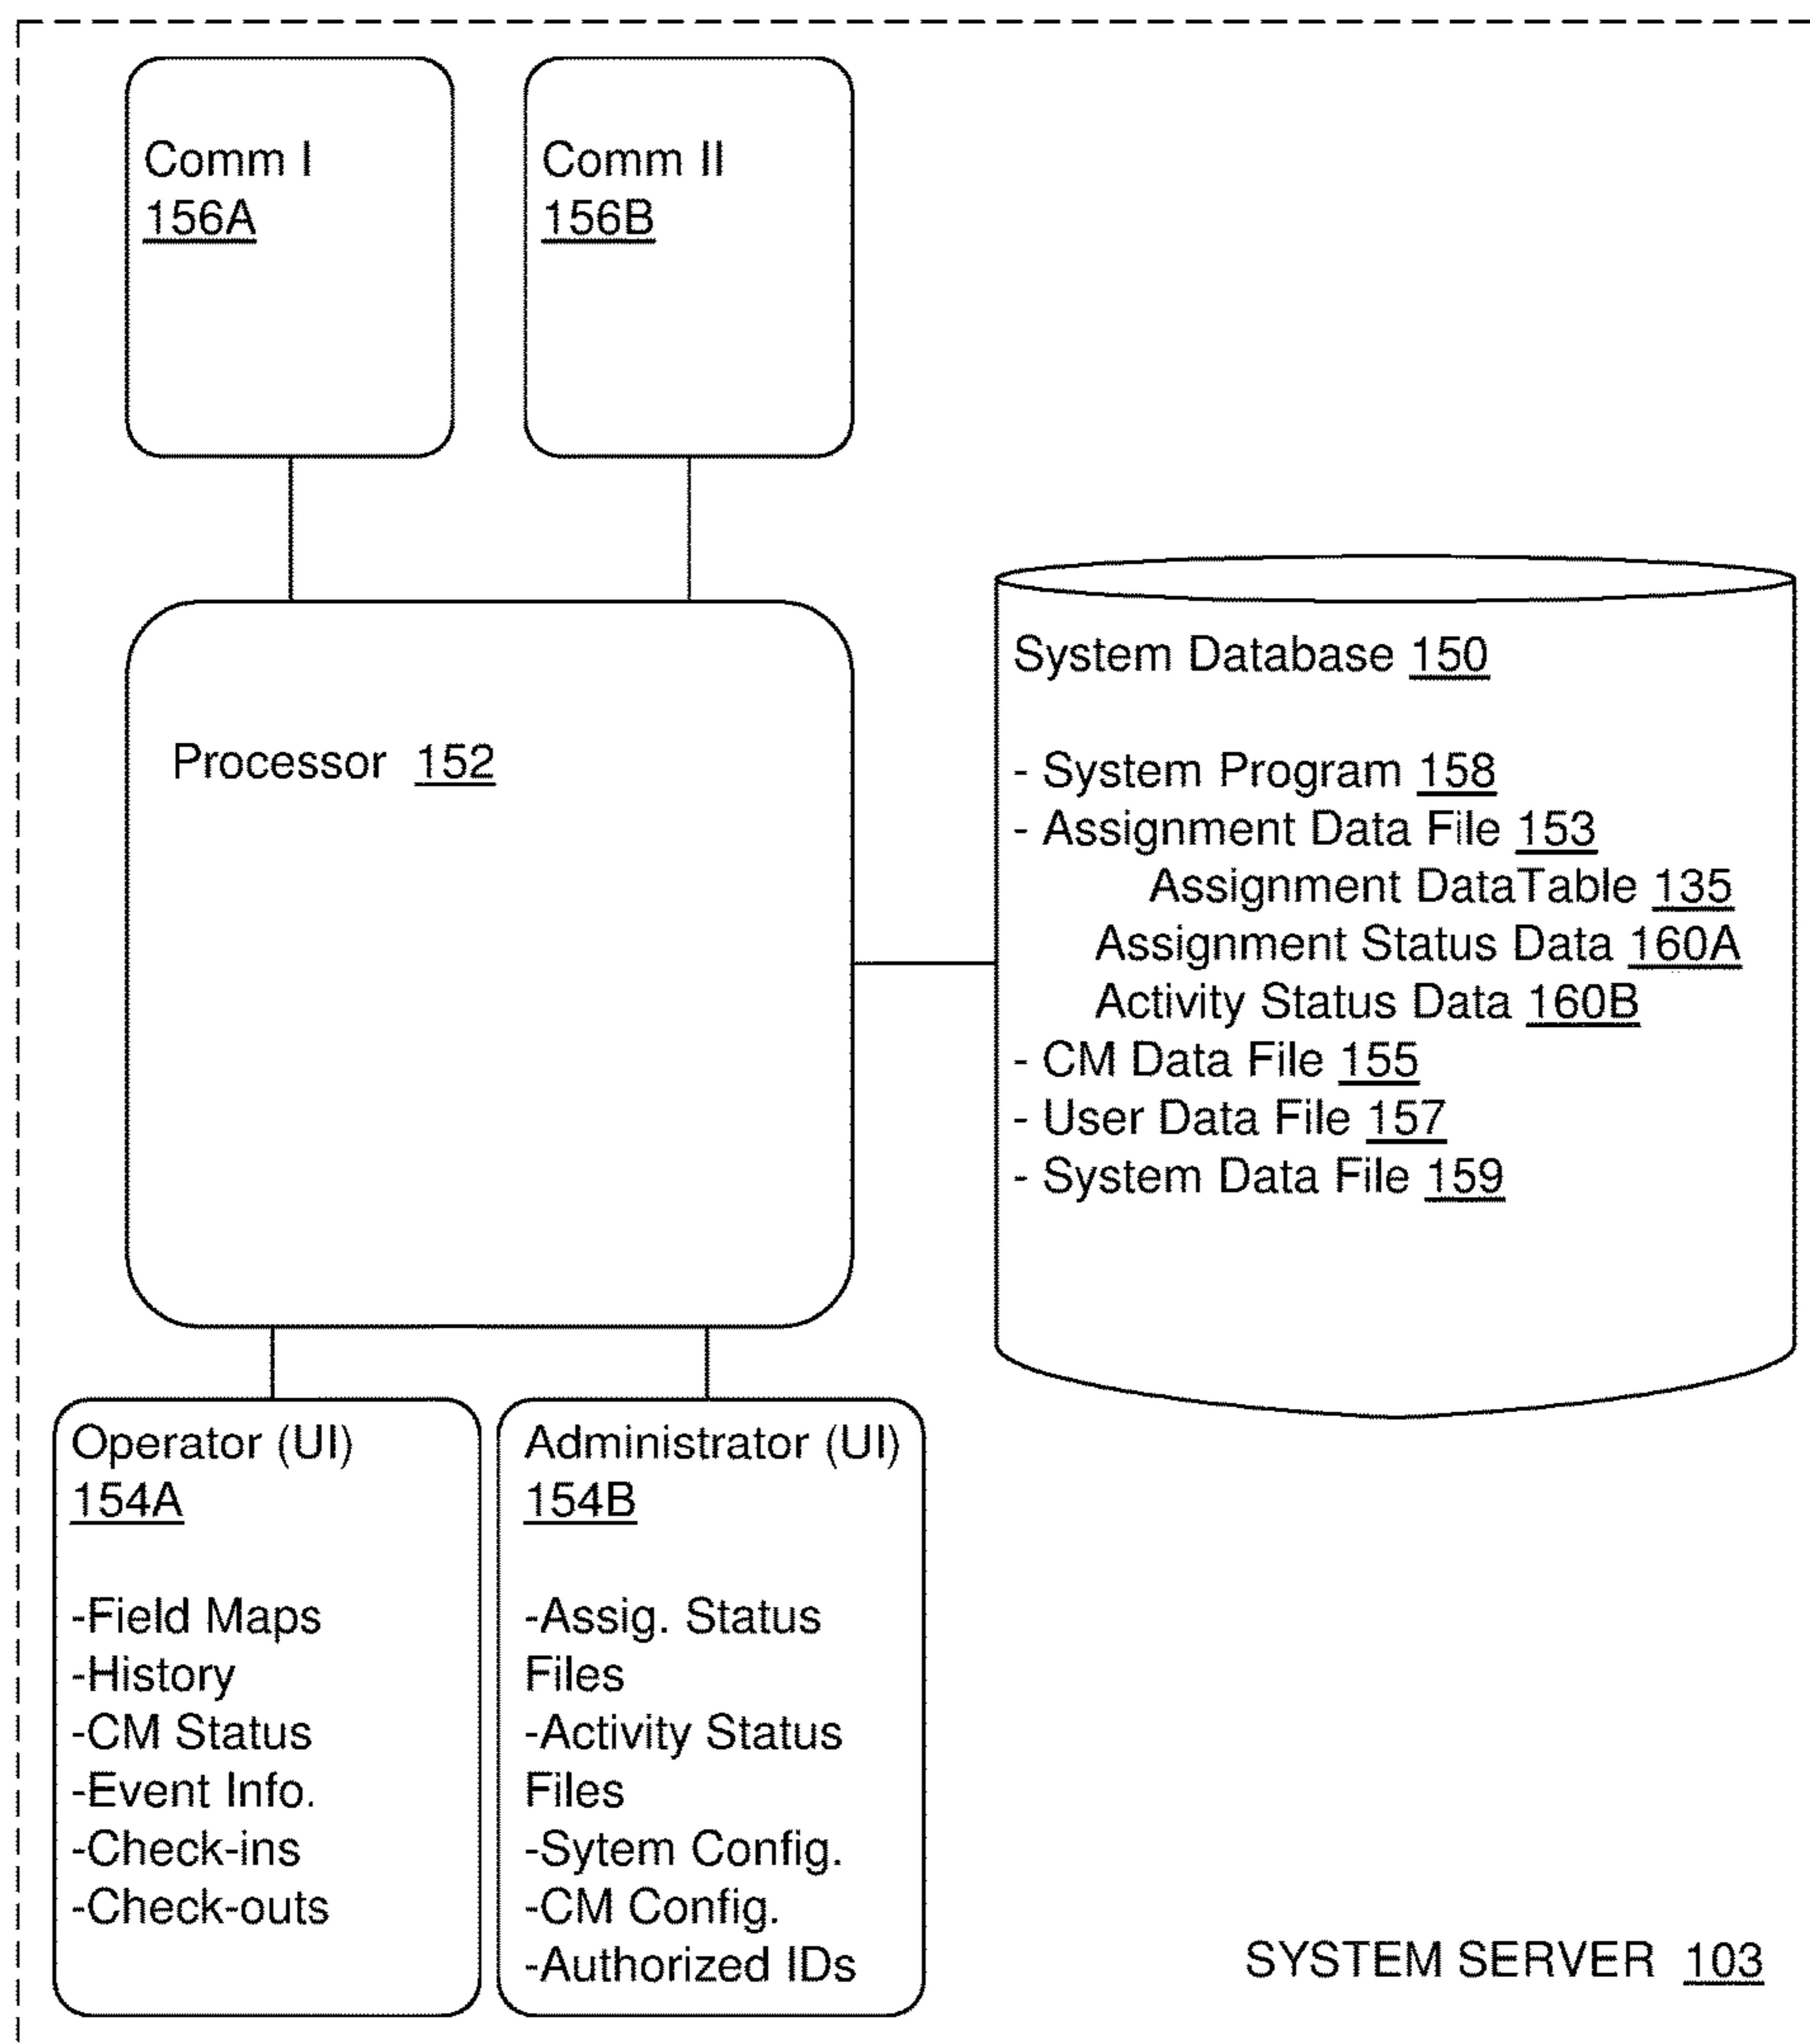 Comm I
156A
Comm II
156B
Processor 152
System Database 150
- System Program 158
- Assignment Data File 153
Assignment DataTable 135
Assignment Status Data 160A
Activity Status Data 160B
- CM Data File 155
- User Data File 157
- System Data File 159
Operator (UI)
154A
-Field Maps
-History
-CM Status
-Event Info.
-Check-ins
-Check-outs
Administrator (UI)
154B
-Assig. Status
Files
-Activity Status
Files
-Sytem Config.
-CM Config.
-Authorized IDs
SYSTEM SERVER 103